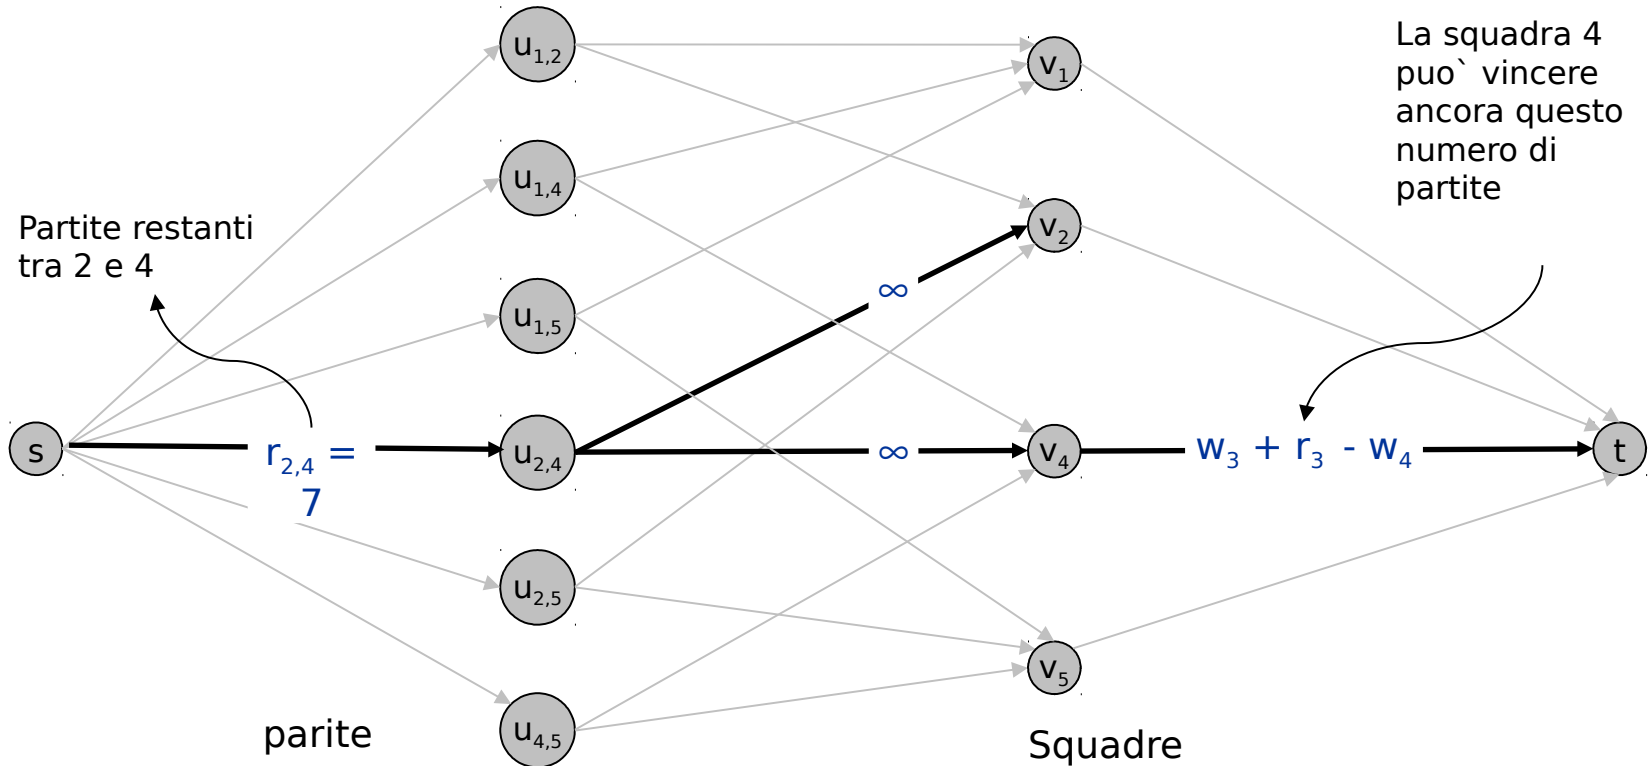 La squadra 4
puo` vincere
ancora questo
numero di
partite
Partite restanti
tra 2 e 4
s
u1,2
u1,4
u1,5
u2,4
u2,5
u4,5
r2,4 =
7
∞
∞
v1
v2
v4
v5
w3 + r3 - w4
t
parite
Squadre